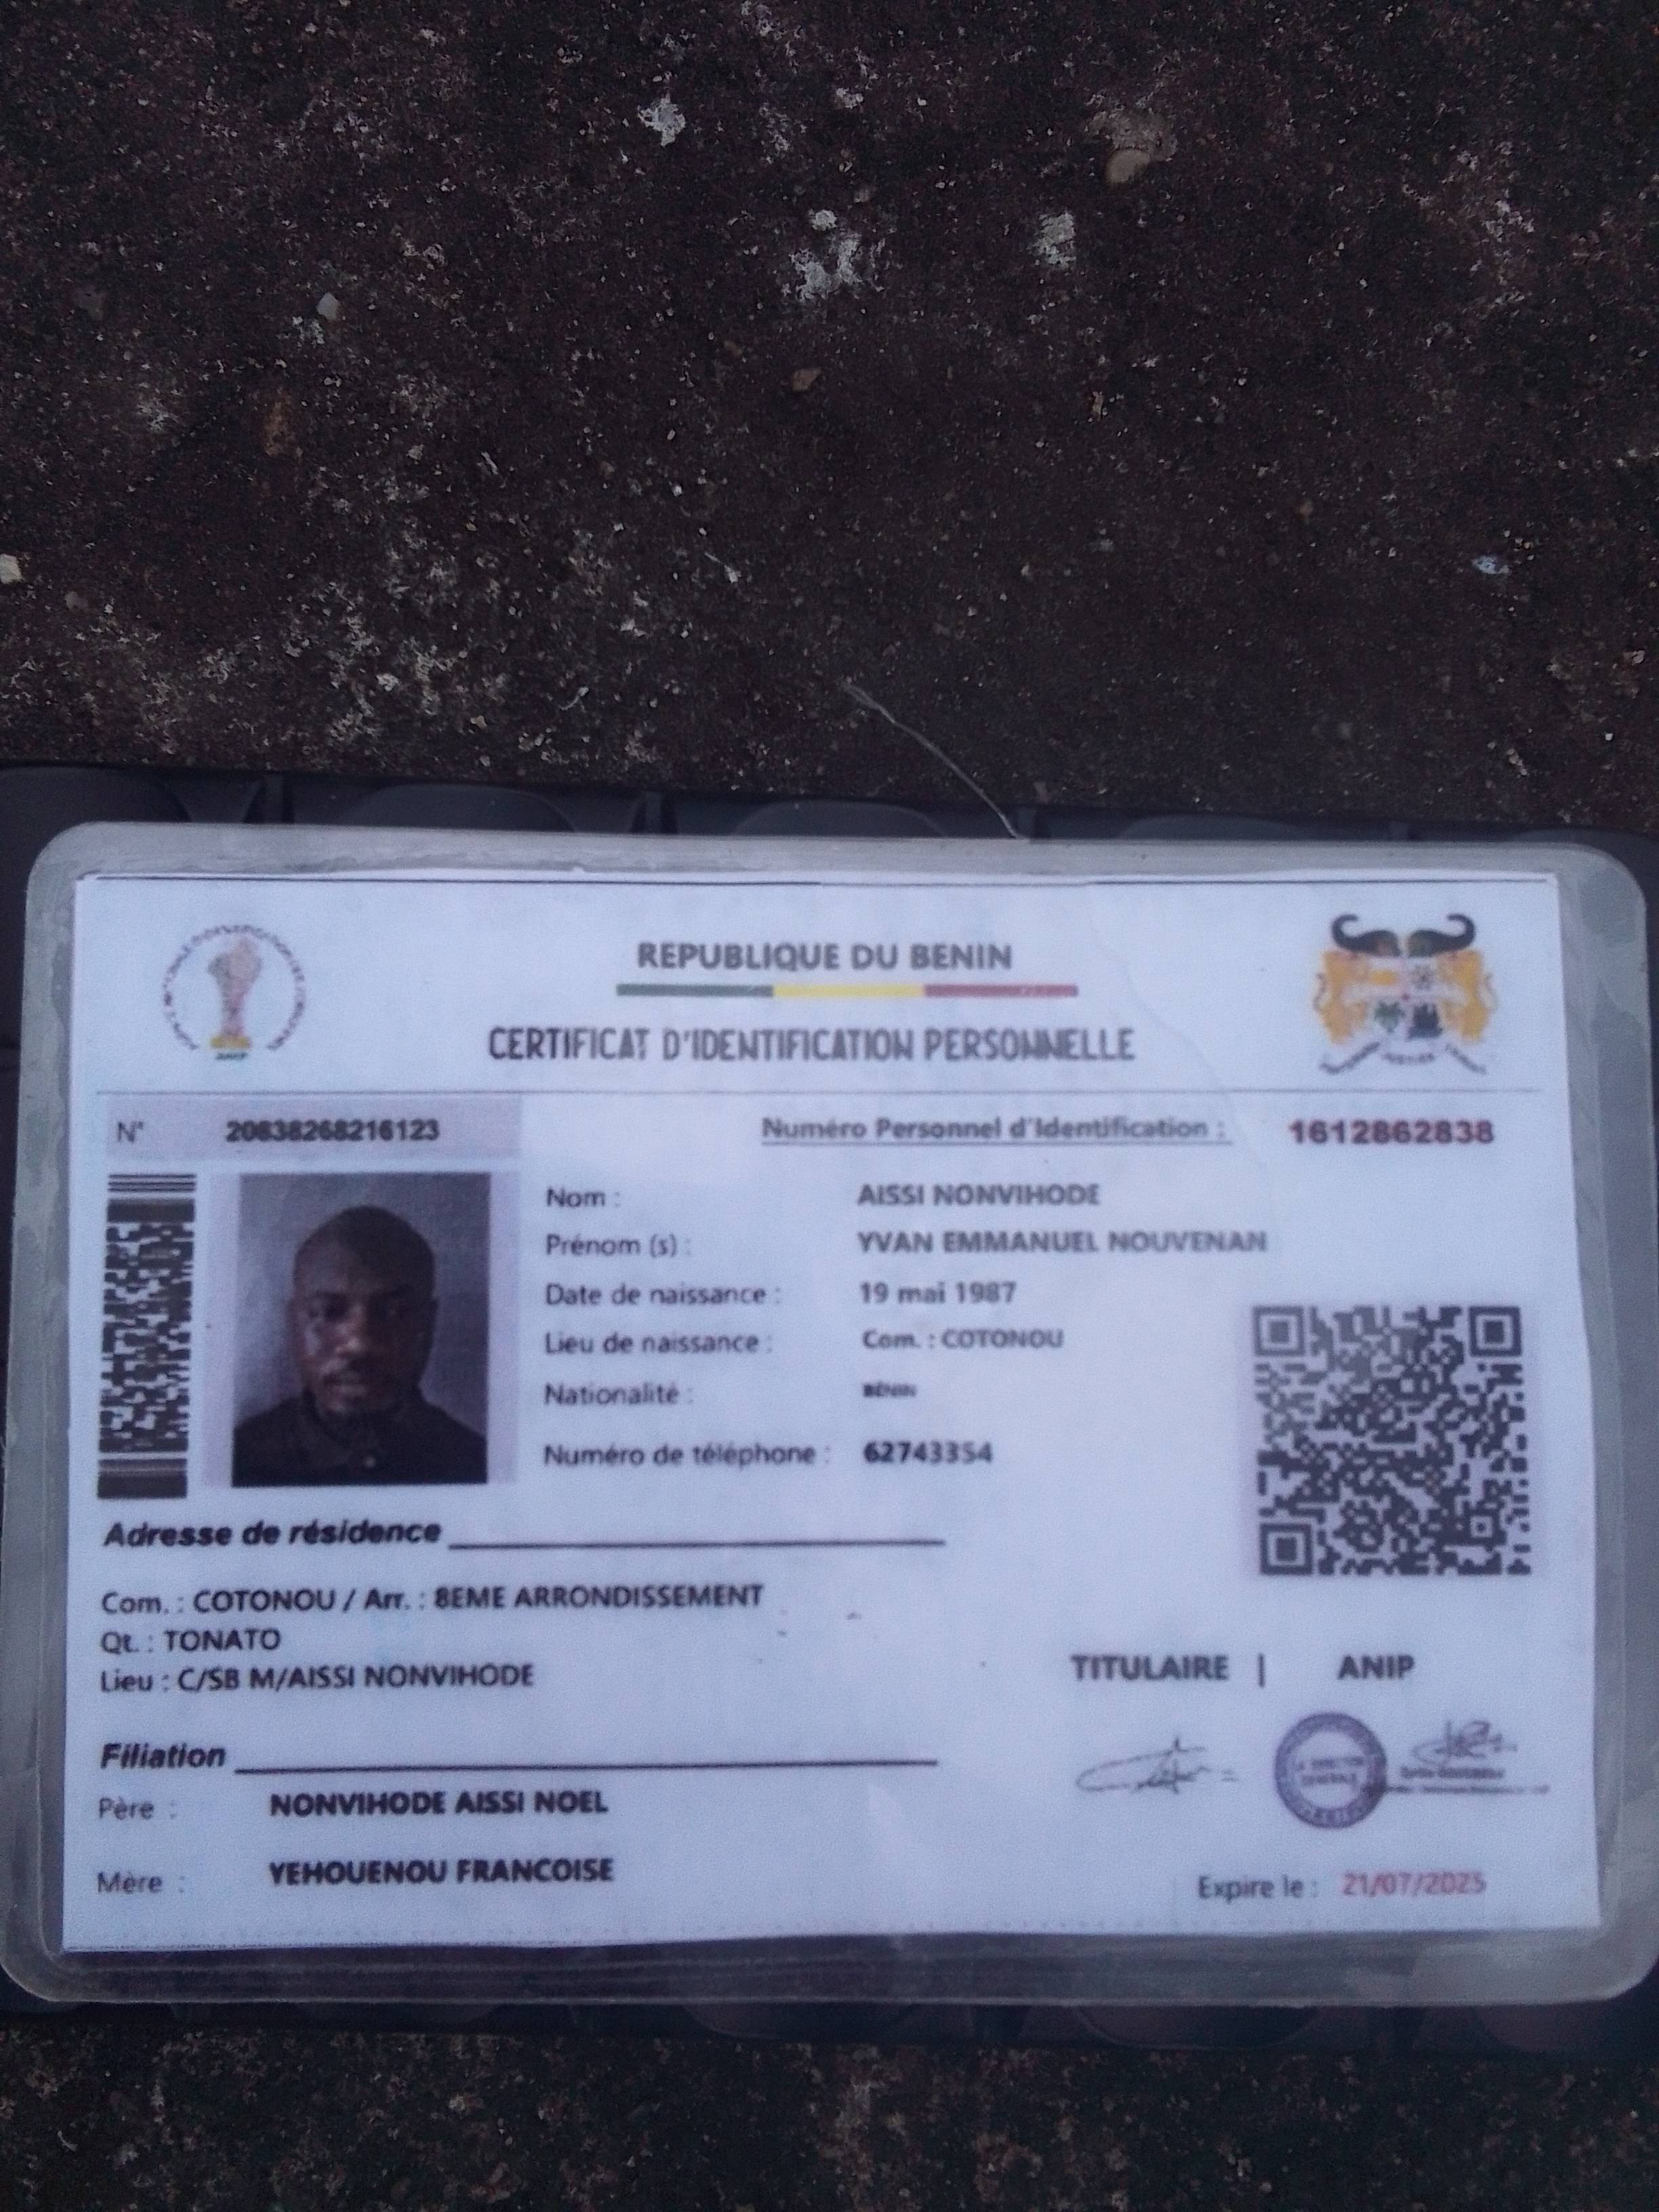 REPUBLIQUE DU BENIN
CERTIFICAT D'IDENTIFICATION PERSONNELLE
N° 20638268216123
Numéro Personnel d'Identification : 1612862838
Nom : AISSI NONVIHODE
Prénom (s) : YVAN EMMANUEL NOUVENAN
Date de naissance : 19 mai 1987
Lieu de naissance : Com. : COTONOU
Nationalité : BÉNIN
Numéro de téléphone : 62743354
Adresse de résidence
Com. : COTONOU / Arr. : 8EME ARRONDISSEMENT
Qt. : TONATO
Lieu : C/SB M/AISSI NONVIHODE
TITULAIRE | ANIP
Filiation
Père : NONVIHODE AISSI NOEL
Mère : YEHOUENOU FRANCOISE
Expire le : 21/07/2025